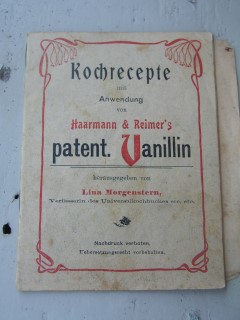 Kochrecepte
mit
Anwendung
von
Haarmann & Reimer's
patent. Vanillin
herausgegeben von
Lina Morgenstern,
Verfasserin des Universalkochbuches etc. etc.
Nachdruck verboten.
Uebersetzungsrecht vorbehalten.